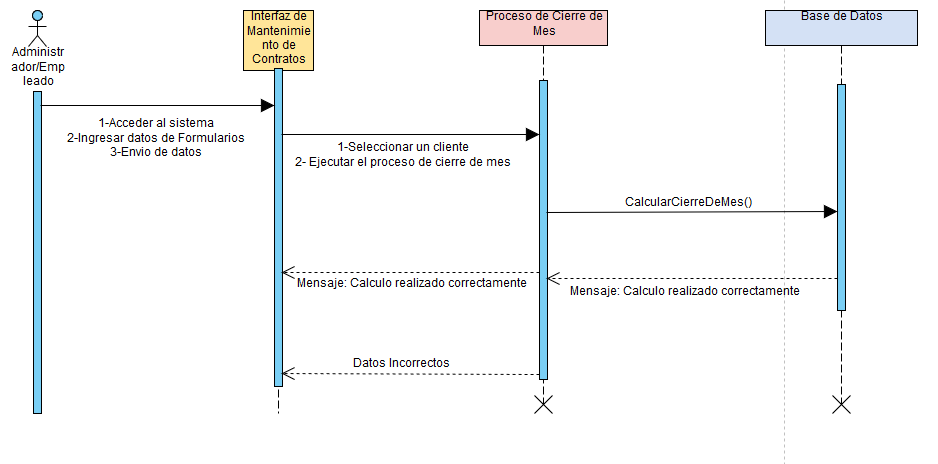 Administr
ador/Emp
leado
Interfaz de
Mantenimie
nto de
Contratos
Proceso de Cierre de
Mes
Base de Datos
1-Acceder al sistema
2-Ingresar datos de Formularios
3-Envio de datos
1-Seleccionar un cliente
2- Ejecutar el proceso de cierre de mes
CalcularCierreDeMes()
Mensaje: Calculo realizado correctamente
Mensaje: Calculo realizado correctamente
Datos Incorrectos